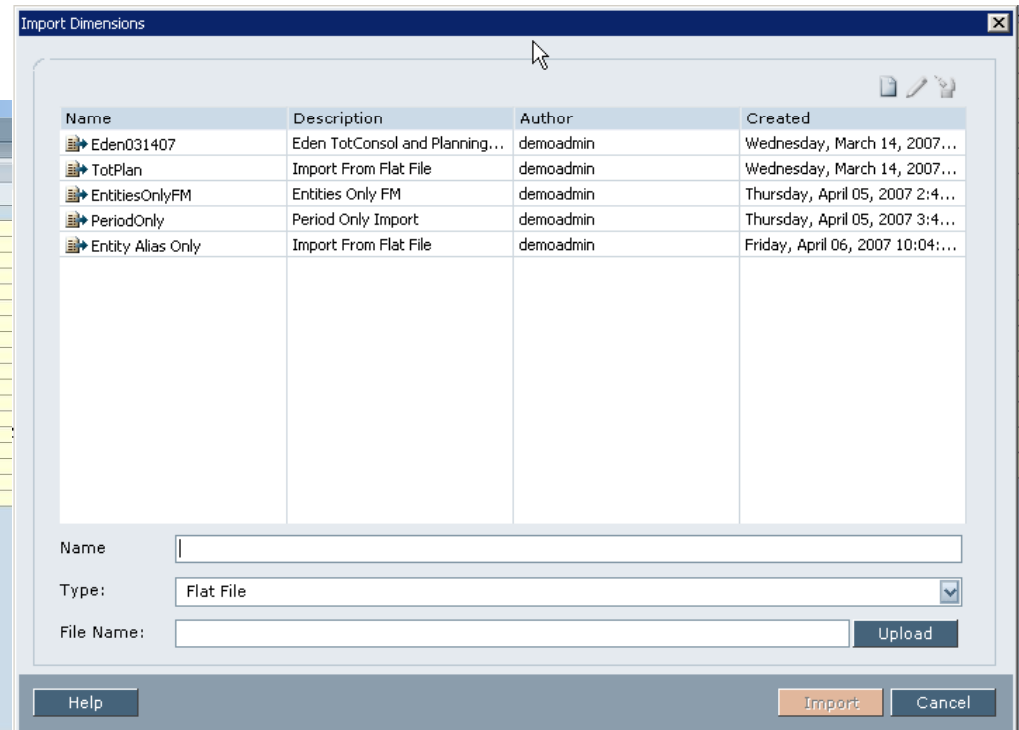 Import Dimensions
Name Description Author Created
Eden031407 Eden TotConsol and Planning... demoadmin Wednesday, March 14, 2007...
TotPlan Import From Flat File demoadmin Wednesday, March 14, 2007...
EntitiesOnlyFM Entities Only FM demoadmin Thursday, April 05, 2007 2:4...
PeriodOnly Period Only Import demoadmin Thursday, April 05, 2007 3:4...
Entity Alias Only Import From Flat File demoadmin Friday, April 06, 2007 10:04:...
Name
Type: Flat File
File Name: Upload
Help Import Cancel